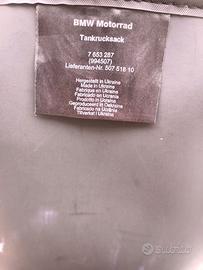 BMW Motorrad
Tankrucksack
7 653 287
(994507)
Lieferanten-Nr. 507 518 10
Hergestellt in Ukraine
Made in Ukraine
Fabriqué en Ukraine
Fabricado en Ucrania
Prodotto in Ucraina
Geproduceerd in Oekraïne
Fabricado na Ucrânia
Tillverkat i Ukraina
subito